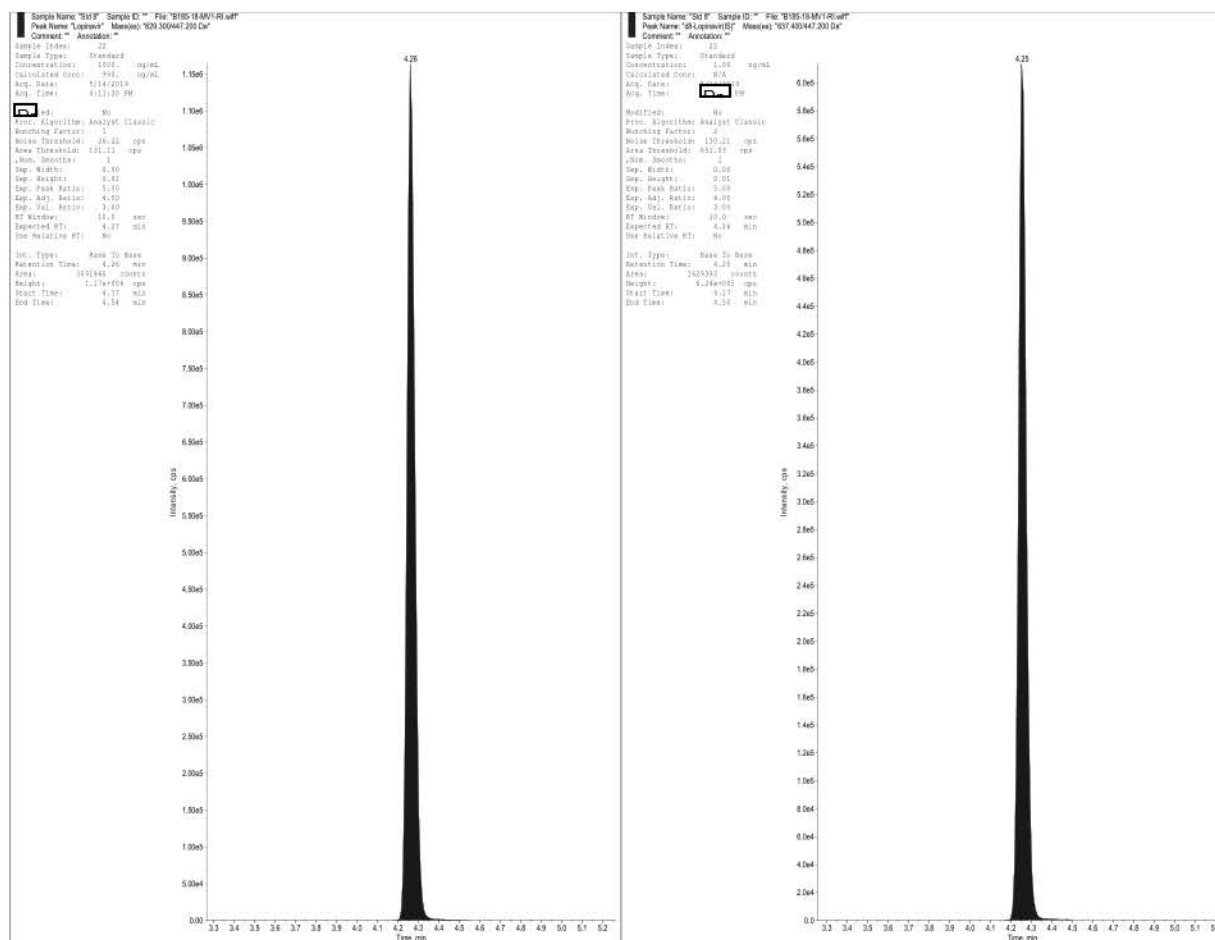 Sample Name: "Std 8" Sample ID: "" File: "B185-18-MV1-RI.wiff"
Peak Name: "Lopinavir" Mass(es): "629.300/447.200 Da"
Comment: "" Annotation: ""
Sample Index: 22
Sample Type: Standard
Concentration: 1000. ng/mL
Calculated Conc: 990. ng/mL
Acq. Date: 5/14/2019
Acq. Time: PM
No
Proc. Algorithm: Analyst Classic
Bunching Factor: 1
Noise Threshold: 26.22 cps
Area Threshold: 131.11 cps
Num. Smooths: 1
Sep. Width: 0.00
Sep. Height: 0.01
Exp. Peak Ratio: 5.00
Exp. Adj. Ratio: 4.00
Exp. Val. Ratio: 3.00
RT Window: sec
Expected RT: 4.27 min
Use Relative RT: No
Int. Type: Base To Base
Retention Time: 4.26 min
Area: counts
Height: 1.17e+006 cps
Start Time: 4.17 min
End Time: 4.54 min
4.26
1.15e6
1.10e6
1.05e6
1.00e6
9.50e5
9.00e5
8.50e5
8.00e5
7.50e5
7.00e5
6.50e5
6.00e5
5.50e5
5.00e5
4.50e5
4.00e5
3.50e5
3.00e5
2.50e5
2.00e5
1.50e5
1.00e5
5.00e4
0.00
Intensity, cps
3.3 3.4 3.5 3.6 3.7 3.8 3.9 4.0 4.1 4.2 4.3 4.4 4.5 4.6 4.7 4.8 4.9 5.0 5.1 5.2
Time, min
Sample Name: "Std 8" Sample ID: "" File: "B185-18-MV1-RI.wiff"
Peak Name: "d8-Lopinavir(IS)" Mass(es): "637.400/447.200 Da"
Comment: "" Annotation: ""
Sample Index: 22
Sample Type: Standard
Concentration: 1.00 ng/mL
Calculated Conc: N/A
Acq. Date:
Acq. Time: PM
Modified: No
Proc. Algorithm: Analyst Classic
Bunching Factor: 2
Noise Threshold: 130.21 cps
Area Threshold: 651.05 cps
Num. Smooths: 1
Sep. Width: 0.00
Sep. Height: 0.01
Exp. Peak Ratio: 5.00
Exp. Adj. Ratio: 4.00
Exp. Val. Ratio: 3.00
RT Window: sec
Expected RT: 4.26 min
Use Relative RT: No
Int. Type: Base To Base
Retention Time: 4.25 min
Area: counts
Height: cps
Start Time: 4.17 min
End Time: 4.50 min
4.25
6.0e5
5.8e5
5.6e5
5.4e5
5.2e5
5.0e5
4.8e5
4.6e5
4.4e5
4.2e5
4.0e5
3.8e5
3.6e5
3.4e5
3.2e5
3.0e5
2.8e5
2.6e5
2.4e5
2.2e5
2.0e5
1.8e5
1.6e5
1.4e5
1.2e5
1.0e5
8.0e4
6.0e4
4.0e4
2.0e4
0.00
Intensity, cps
3.3 3.4 3.5 3.6 3.7 3.8 3.9 4.0 4.1 4.2 4.3 4.4 4.5 4.6 4.7 4.8 4.9 5.0 5.1
Time, min